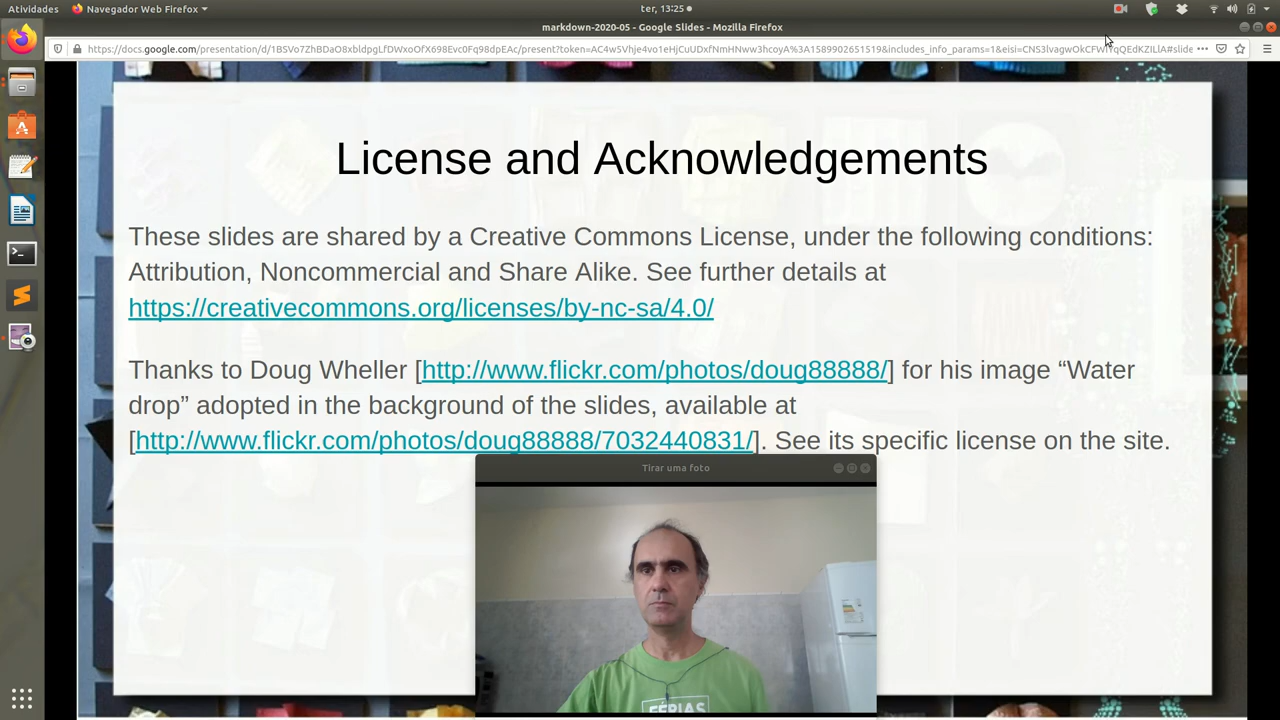 Atividades
Navegador Web Firefox
ter, 13:25
markdown-2020-05 - Google Slides - Mozilla Firefox
License and Acknowledgements
These slides are shared by a Creative Commons License, under the following conditions:
Attribution, Noncommercial and Share Alike. See further details at
https://creativecommons.org/licenses/by-nc-sa/4.0/
Thanks to Doug Wheller [http://www.flickr.com/photos/doug88888/] for his image “Water
drop” adopted in the background of the slides, available at
[http://www.flickr.com/photos/doug88888/7032440831/]. See its specific license on the site.
Tirar uma foto
FÉRIAS